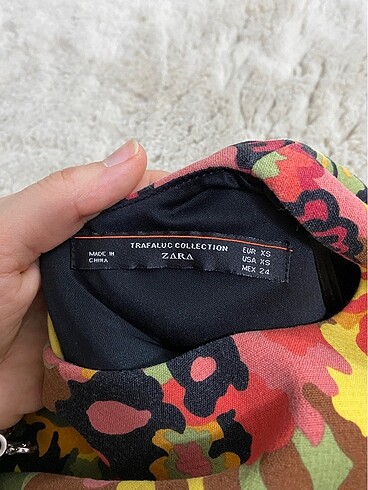 TRAFALUC COLLECTION
ZARA
MADE IN
CHINA
EUR XS
USA XS
MEX 24